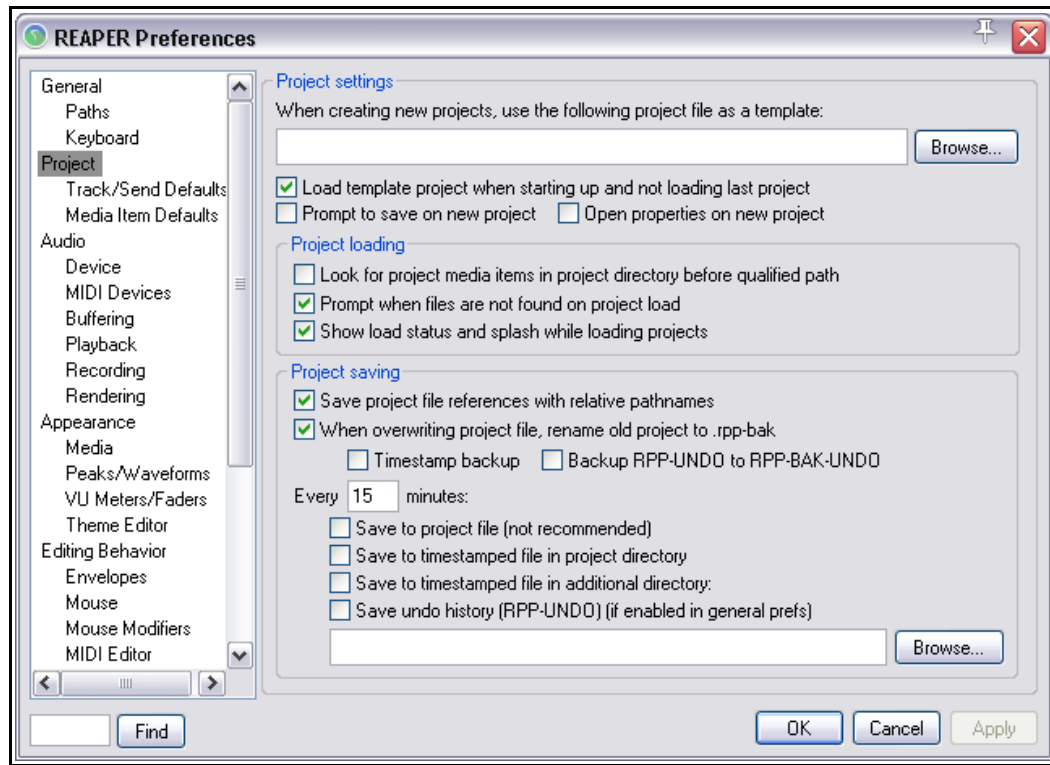 REAPER Preferences
General
Paths
Keyboard
Project
Track/Send Defaults
Media Item Defaults
Audio
Device
MIDI Devices
Buffering
Playback
Recording
Rendering
Appearance
Media
Peaks/Waveforms
VU Meters/Faders
Theme Editor
Editing Behavior
Envelopes
Mouse
Mouse Modifiers
MIDI Editor
Find
Project settings
When creating new projects, use the following project file as a template:
Browse...
Load template project when starting up and not loading last project
Prompt to save on new project Open properties on new project
Project loading
Look for project media items in project directory before qualified path
Prompt when files are not found on project load
Show load status and splash while loading projects
Project saving
Save project file references with relative pathnames
When overwriting project file, rename old project to .rpp-bak
Timestamp backup Backup RPP-UNDO to RPP-BAK-UNDO
Every 15 minutes:
Save to project file (not recommended)
Save to timestamped file in project directory
Save to timestamped file in additional directory:
Save undo history (RPP-UNDO) (if enabled in general prefs)
Browse...
OK Cancel Apply